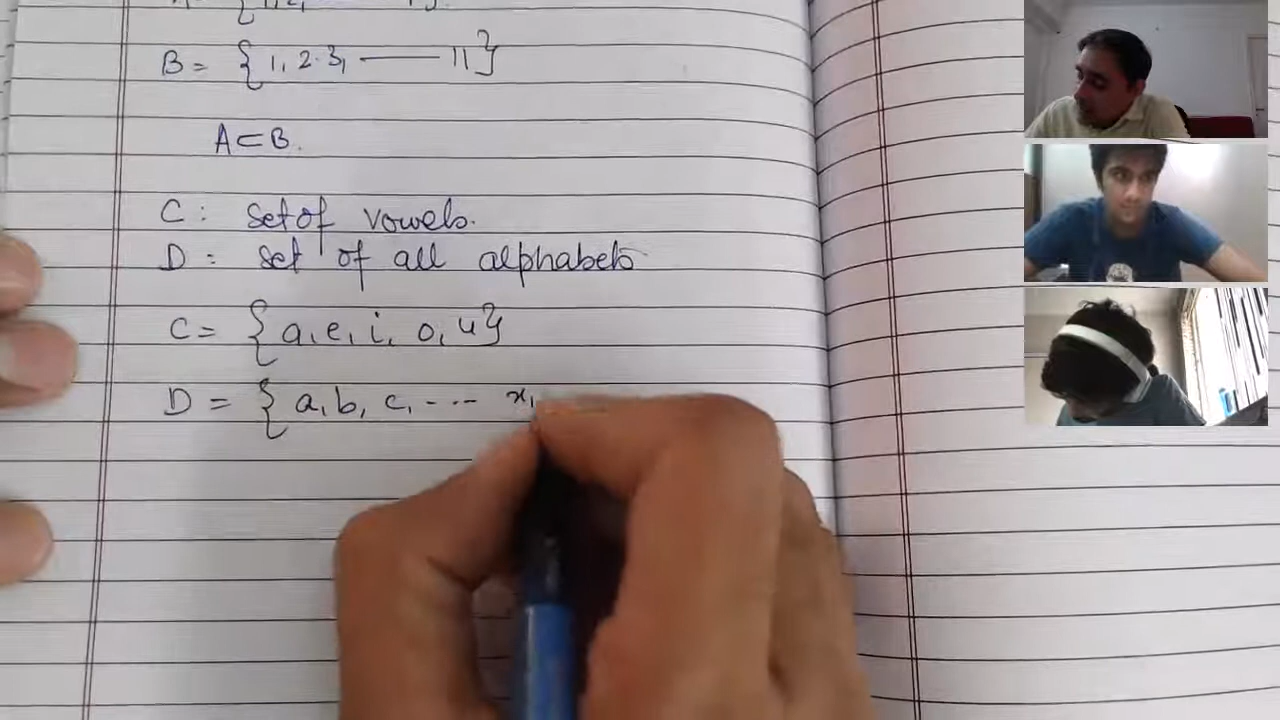 B = { 1, 2. 3, —— 11}
A ⊂ B.
C : set of vowels.
D : set of all alphabets
C = { a, e, i, o, u}
D = { a, b, c, ---- x,